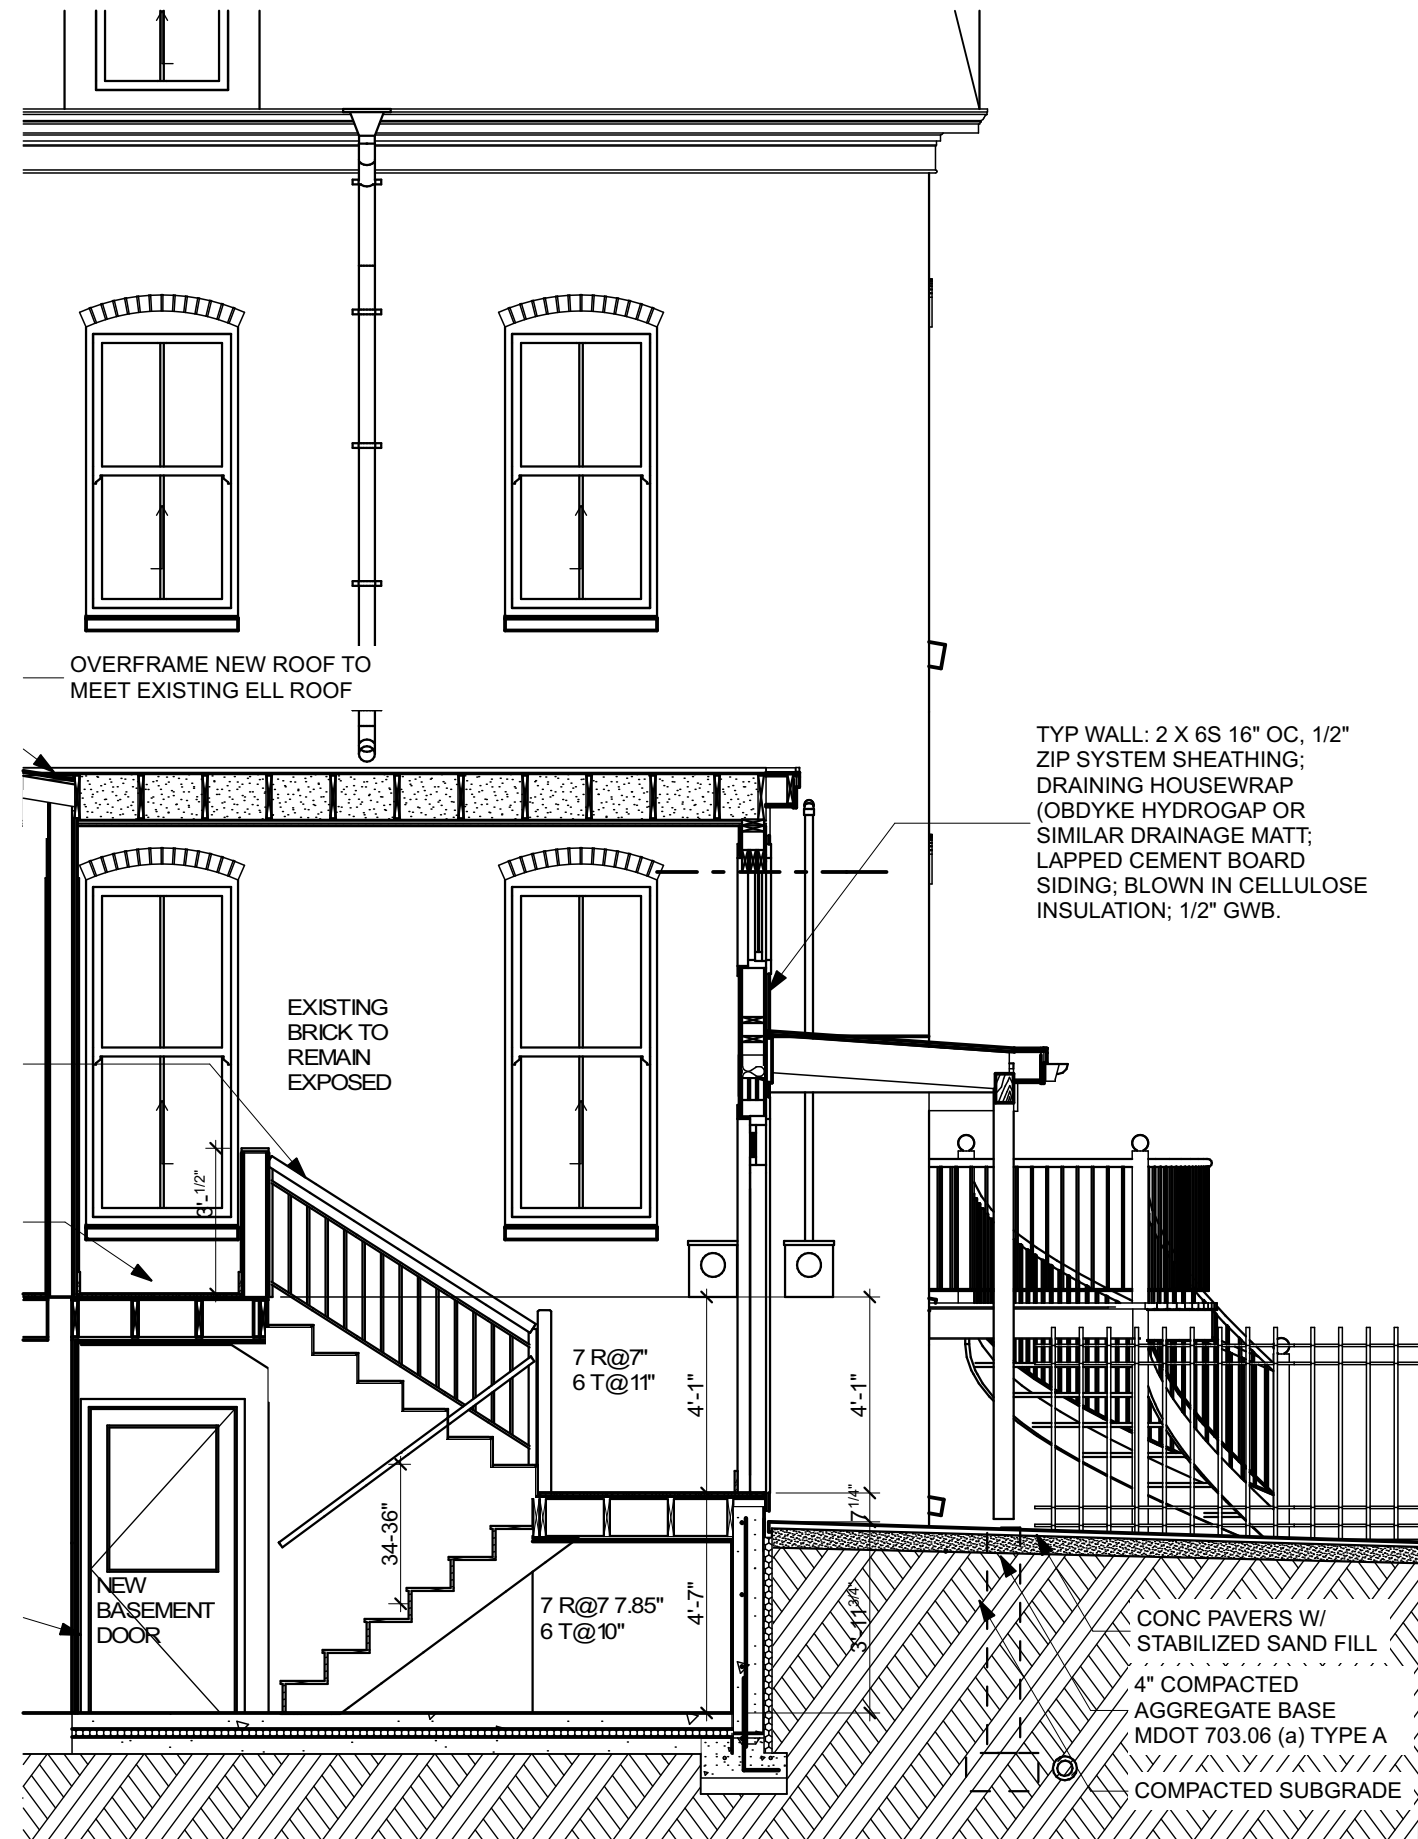 OVERFRAME NEW ROOF TO
MEET EXISTING ELL ROOF
TYP WALL: 2 X 6S 16" OC, 1/2"
ZIP SYSTEM SHEATHING;
DRAINING HOUSEWRAP
(OBDYKE HYDROGAP OR
SIMILAR DRAINAGE MATT;
LAPPED CEMENT BOARD
SIDING; BLOWN IN CELLULOSE
INSULATION; 1/2" GWB.
EXISTING
BRICK TO
REMAIN
EXPOSED
3'-1/2"
7 R@7"
6 T@11"
4'-1"
4'-1"
34-36"
7 1/4"
NEW
BASEMENT
DOOR
7 R@7 7.85"
6 T@10"
4'-7"
3'-11 3/4"
CONC PAVERS W/
STABILIZED SAND FILL
4" COMPACTED
AGGREGATE BASE
MDOT 703.06 (a) TYPE A
COMPACTED SUBGRADE